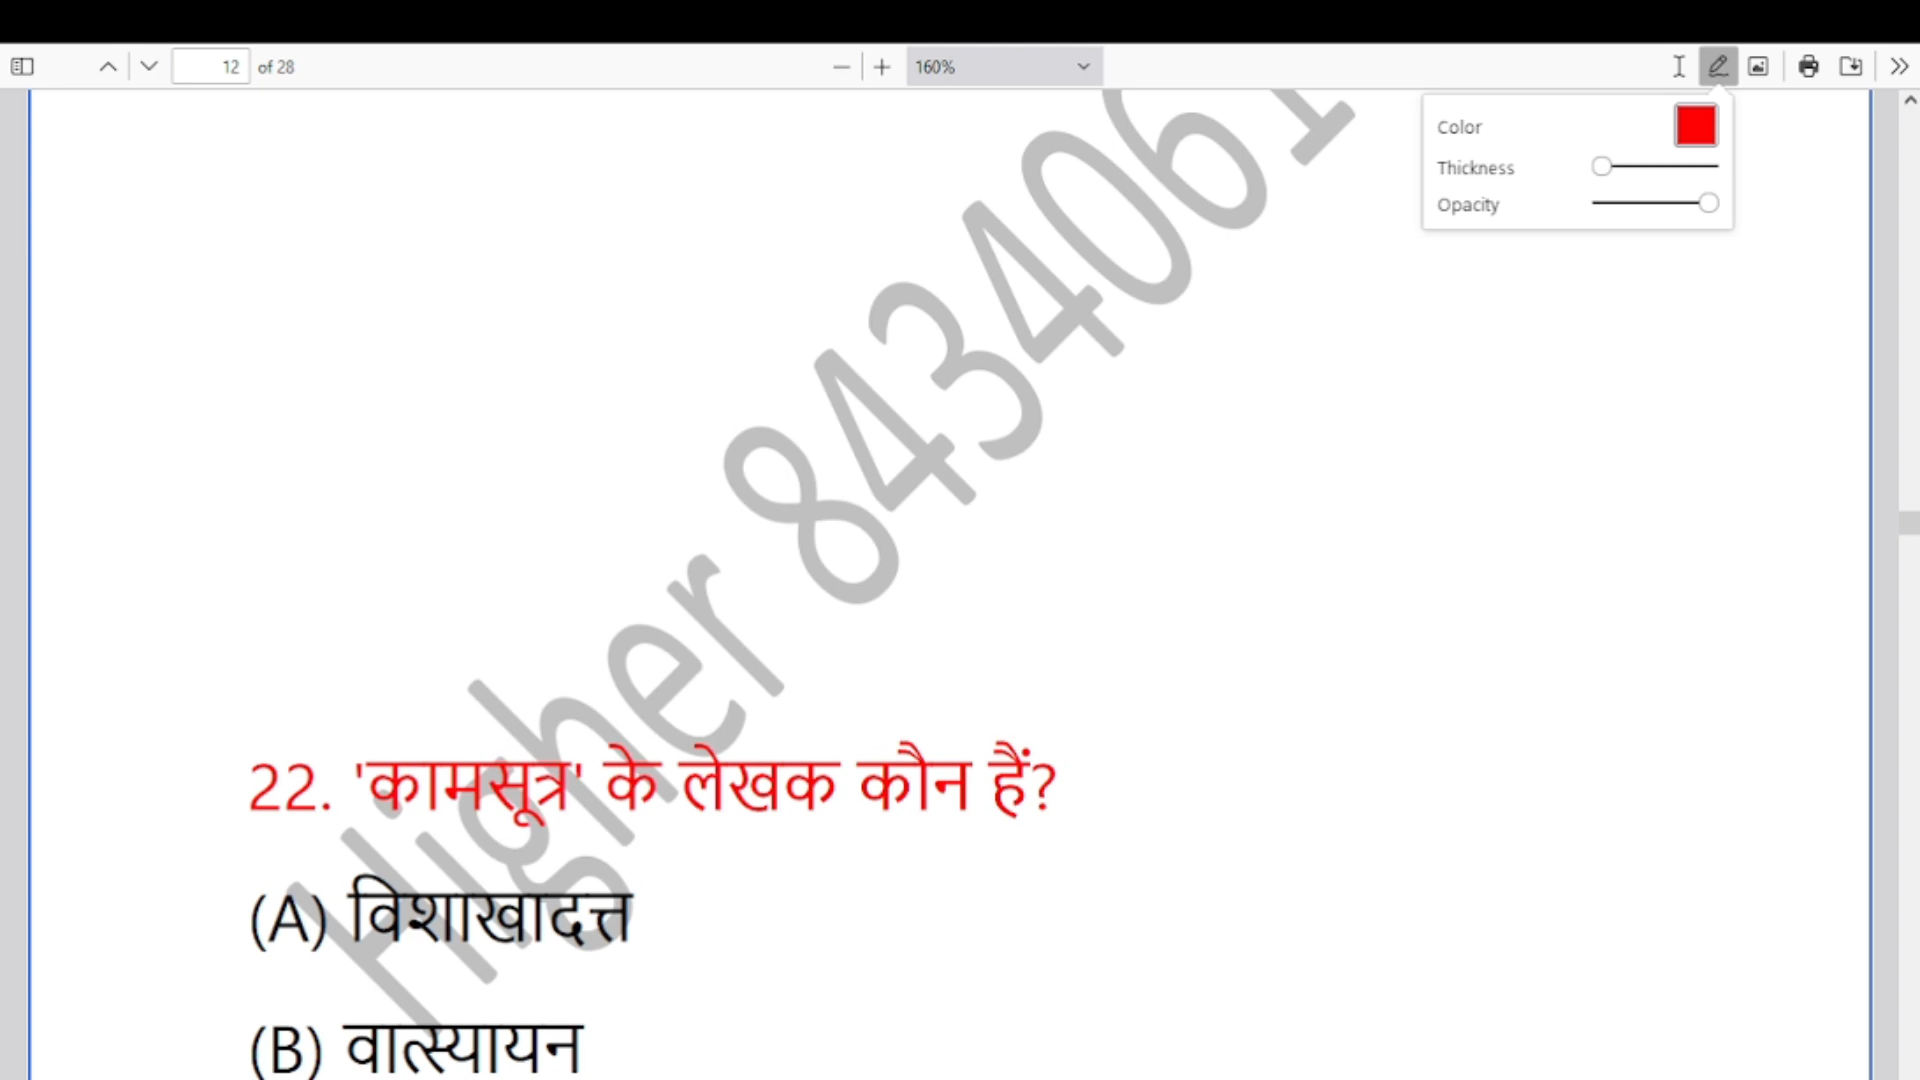 12 of 28
160%
Color
Thickness
Opacity
Higher 8434061
22. 'कामसूत्र' के लेखक कौन हैं?
(A) विशाखादत्त
(B) वात्स्यायन